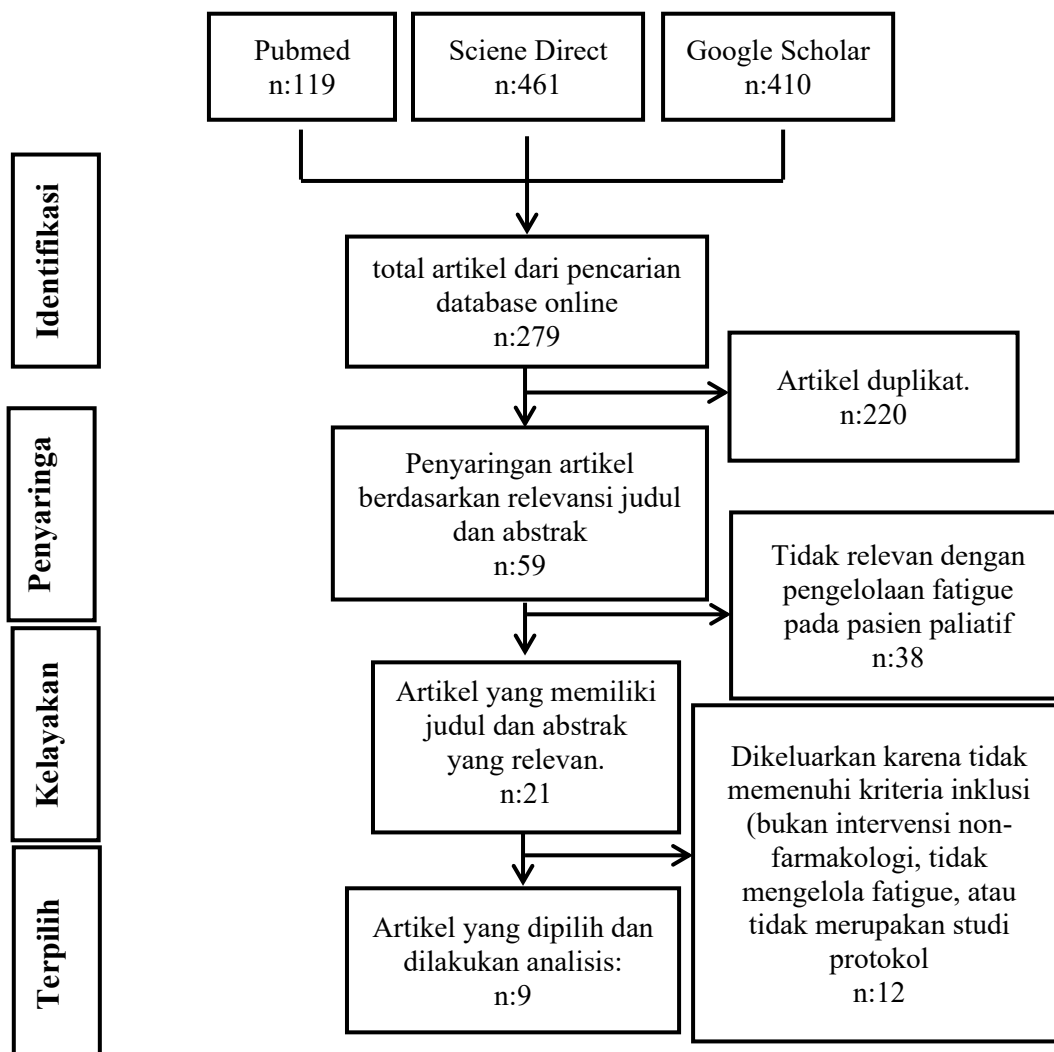 Pubmed
n:119
Sciene Direct
n:461
Google Scholar
n:410
Identifikasi
total artikel dari pencarian
database online
n:279
Artikel duplikat.
n:220
Penyaringa
Penyaringan artikel
berdasarkan relevansi judul
dan abstrak
n:59
Tidak relevan dengan
pengelolaan fatigue
pada pasien paliatif
n:38
Kelayakan
Artikel yang memiliki
judul dan abstrak
yang relevan.
n:21
Dikeluarkan karena tidak
memenuhi kriteria inklusi
(bukan intervensi non-
farmakologi, tidak
mengelola fatigue, atau
tidak merupakan studi
protokol
n:12
Terpilih
Artikel yang dipilih dan
dilakukan analisis:
n:9